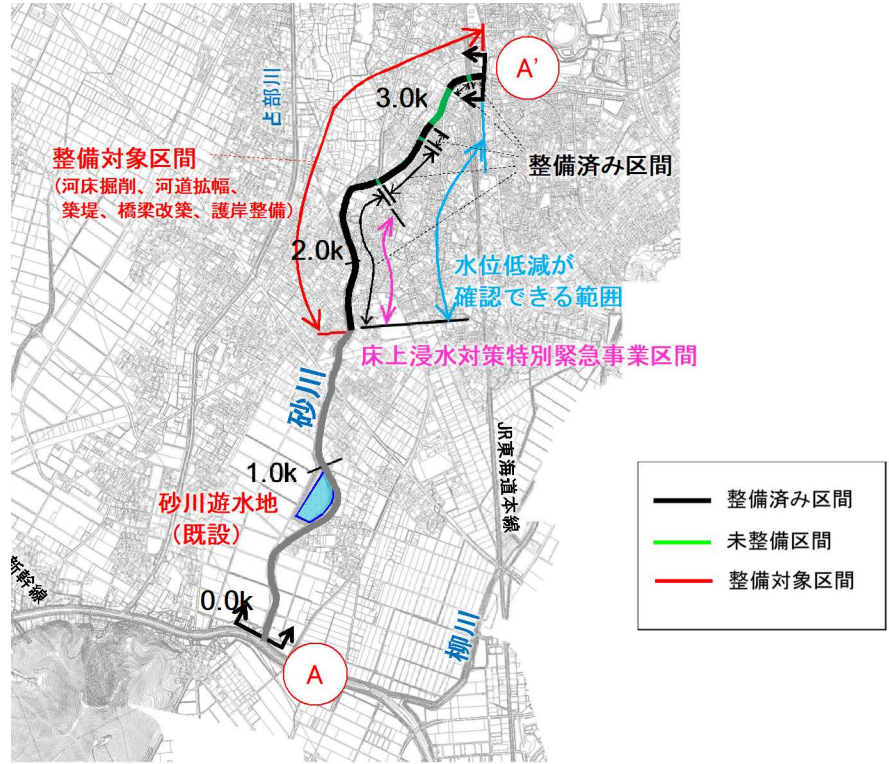 A'
占部川
3.0k
整備対象区間
(河床掘削、河道拡幅、
築堤、橋梁改築、護岸整備)
整備済み区間
2.0k
水位低減が
確認できる範囲
床上浸水対策特別緊急事業区間
砂川
1.0k
JR東海道本線
砂川遊水地
(既設)
整備済み区間
未整備区間
整備対象区間
新幹線
0.0k
柳川
A